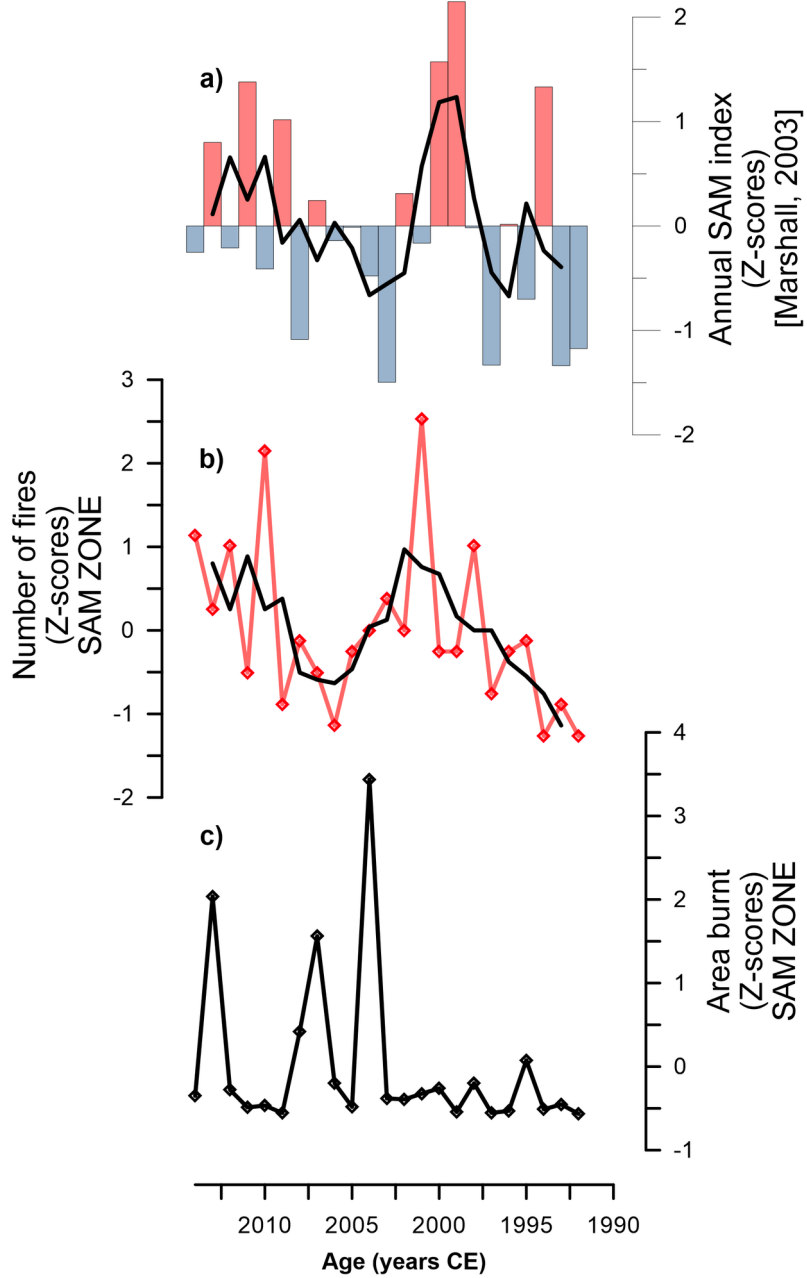 a)
2
1
0
-1
-2
Annual SAM index
(Z-scores)
[Marshall, 2003]
b)
3
2
1
0
-1
-2
Number of fires
(Z-scores)
SAM ZONE
c)
4
3
2
1
0
-1
Area burnt
(Z-scores)
SAM ZONE
2010 2005 2000 1995 1990
Age (years CE)